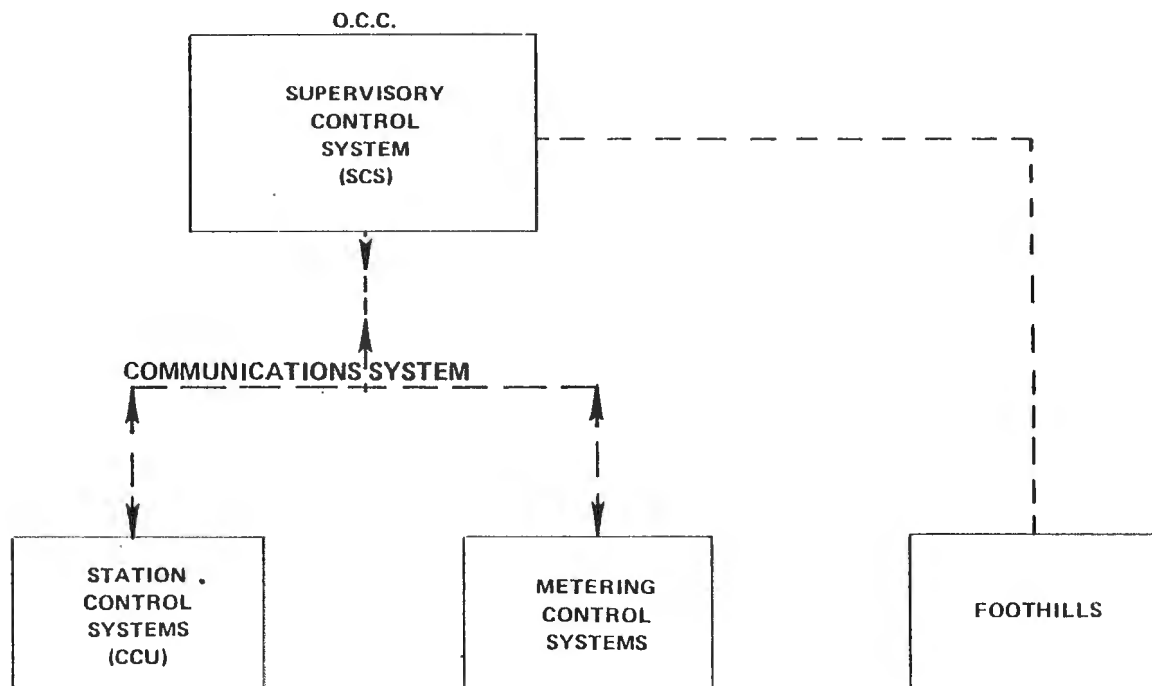 O.C.C.
SUPERVISORY
CONTROL
SYSTEM
(SCS)
COMMUNICATIONS SYSTEM
STATION
CONTROL
SYSTEMS
(CCU)
METERING
CONTROL
SYSTEMS
FOOTHILLS